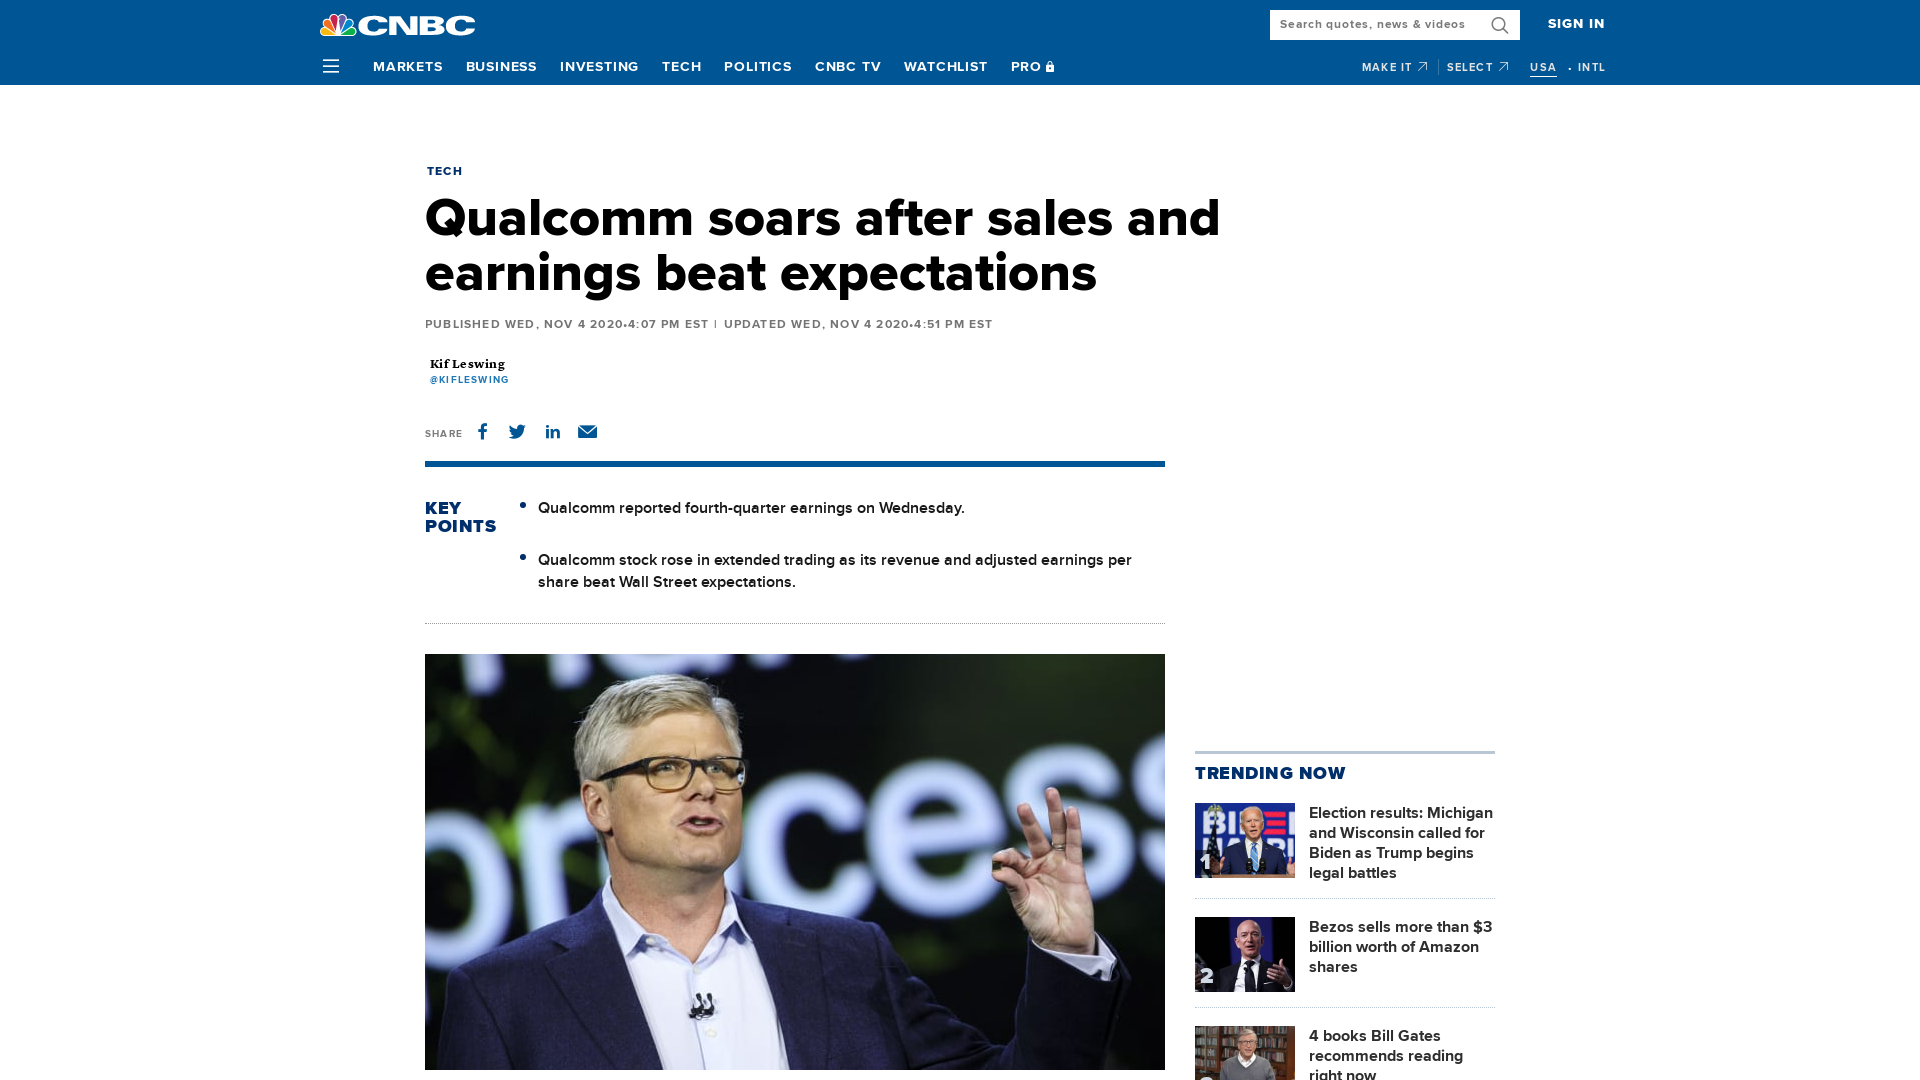 CNBC
Search quotes, news & videos
SIGN IN
MARKETS
BUSINESS
INVESTING
TECH
POLITICS
CNBC TV
WATCHLIST
PRO
MAKE IT
SELECT
USA
• INTL
TECH
Qualcomm soars after sales and
earnings beat expectations
PUBLISHED WED, NOV 4 2020•4:07 PM EST | UPDATED WED, NOV 4 2020•4:51 PM EST
Kif Leswing
@KIFLESWING
SHARE
KEY
POINTS
• Qualcomm reported fourth-quarter earnings on Wednesday.
• Qualcomm stock rose in extended trading as its revenue and adjusted earnings per
share beat Wall Street expectations.
TRENDING NOW
1
Election results: Michigan
and Wisconsin called for
Biden as Trump begins
legal battles
2
Bezos sells more than $3
billion worth of Amazon
shares
4 books Bill Gates
recommends reading
right now